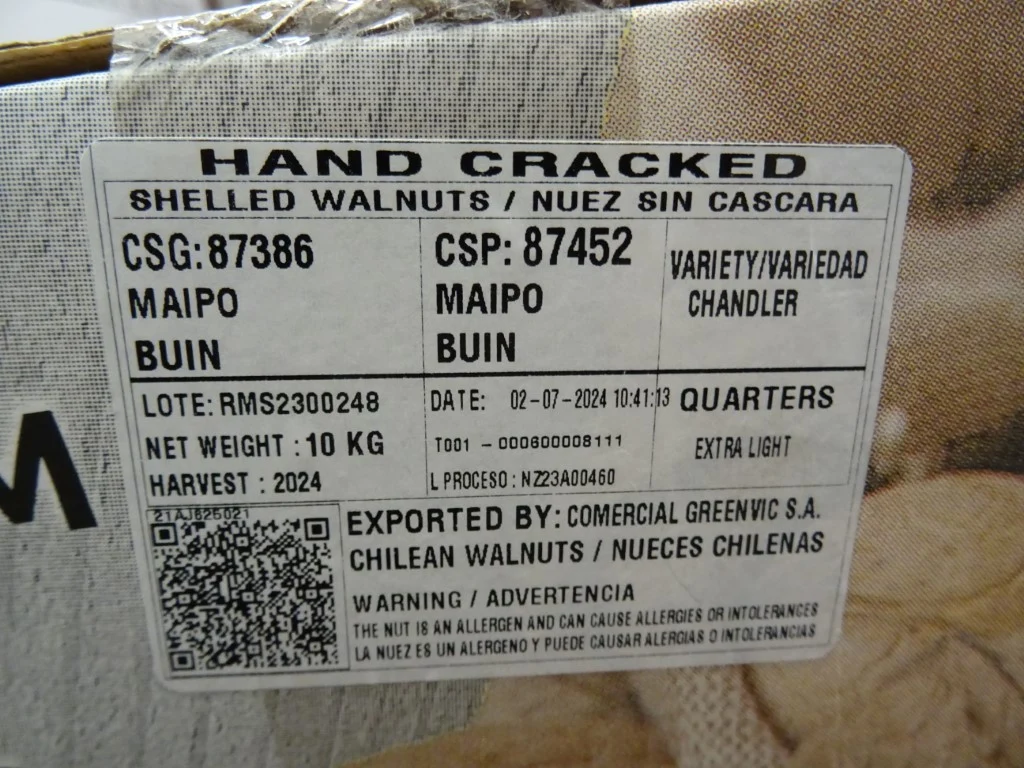 HAND CRACKED
SHELLED WALNUTS / NUEZ SIN CASCARA
CSG: 87386
MAIPO
BUIN
CSP: 87452
MAIPO
BUIN
VARIETY/VARIEDAD
CHANDLER
LOTE: RMS2300248
NET WEIGHT : 10 KG
HARVEST : 2024
DATE: 02-07-2024 10:41:13
T001 - 000600008111
L PROCESO : NZ23A00460
QUARTERS
EXTRA LIGHT
21AJ625021
EXPORTED BY: COMERCIAL GREENVIC S.A.
CHILEAN WALNUTS / NUECES CHILENAS
WARNING / ADVERTENCIA
THE NUT IS AN ALLERGEN AND CAN CAUSE ALLERGIES OR INTOLERANCES
LA NUEZ ES UN ALERGENO Y PUEDE CAUSAR ALERGIAS O INTOLERANCIAS
M